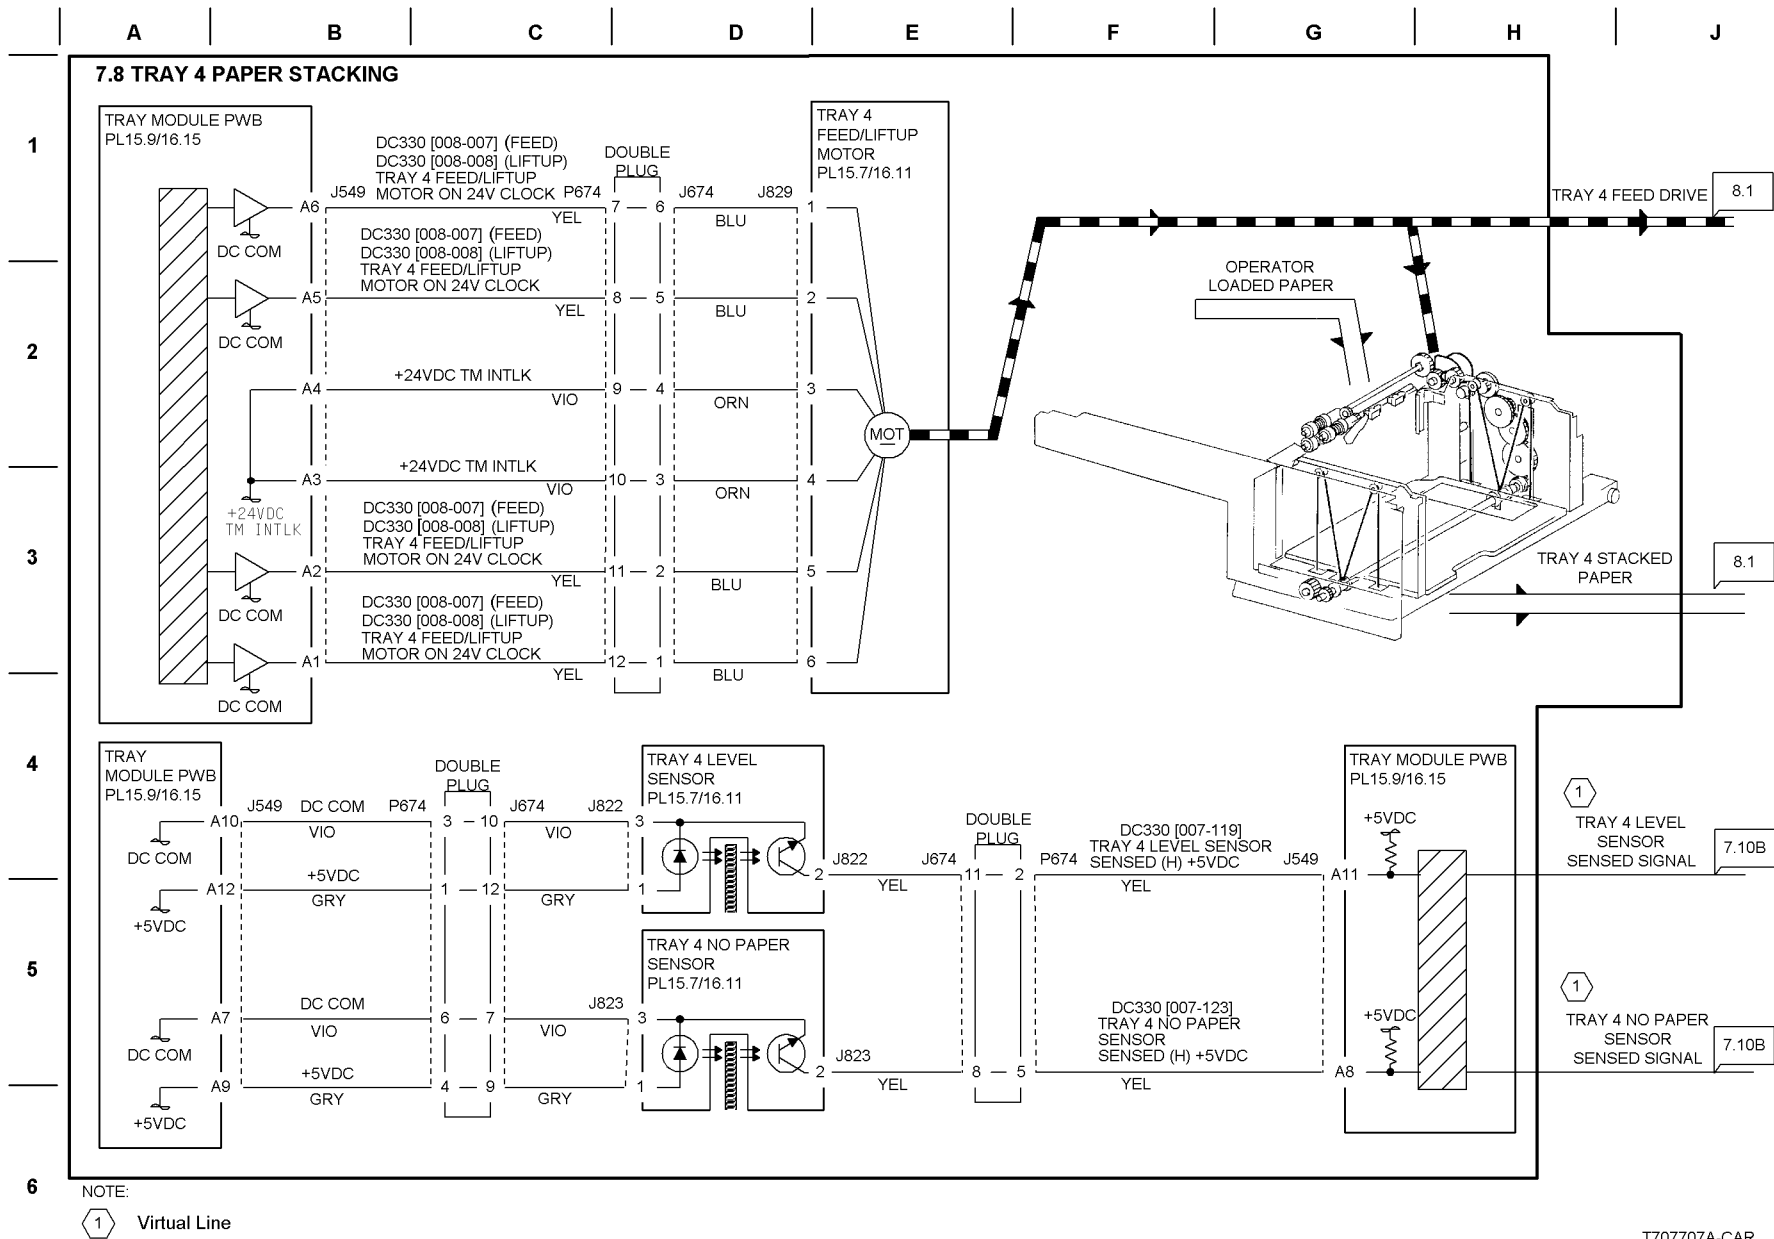 A B C D E F G H J
7.8 TRAY 4 PAPER STACKING
1
2
3
4
5
6
TRAY MODULE PWB
PL15.9/16.15
DC330 [008-007] (FEED)
DC330 [008-008] (LIFTUP)
TRAY 4 FEED/LIFTUP
MOTOR ON 24V CLOCK
J549
P674
DOUBLE
PLUG
J674
J829
TRAY 4
FEED/LIFTUP
MOTOR
PL15.7/16.11
A6
YEL
7
6
BLU
1
DC COM
DC330 [008-007] (FEED)
DC330 [008-008] (LIFTUP)
TRAY 4 FEED/LIFTUP
MOTOR ON 24V CLOCK
A5
YEL
8
5
BLU
2
DC COM
+24VDC TM INTLK
A4
VIO
9
4
ORN
3
MOT
+24VDC TM INTLK
A3
VIO
10
3
ORN
4
+24VDC
TM INTLK
DC330 [008-007] (FEED)
DC330 [008-008] (LIFTUP)
TRAY 4 FEED/LIFTUP
MOTOR ON 24V CLOCK
A2
YEL
11
2
BLU
5
DC COM
DC330 [008-007] (FEED)
DC330 [008-008] (LIFTUP)
TRAY 4 FEED/LIFTUP
MOTOR ON 24V CLOCK
A1
YEL
12
1
BLU
6
DC COM
TRAY 4 FEED DRIVE
8.1
OPERATOR
LOADED PAPER
TRAY 4 STACKED
PAPER
8.1
TRAY
MODULE PWB
PL15.9/16.15
J549
DC COM
P674
DOUBLE
PLUG
J674
J822
TRAY 4 LEVEL
SENSOR
PL15.7/16.11
A10
VIO
3
10
VIO
3
DC COM
+5VDC
A12
GRY
1
12
GRY
1
+5VDC
2
J822
YEL
J674
DOUBLE
PLUG
11
2
P674
DC330 [007-119]
TRAY 4 LEVEL SENSOR
SENSED (H) +5VDC
YEL
J549
A11
TRAY MODULE PWB
PL15.9/16.15
+5VDC
1
TRAY 4 LEVEL
SENSOR
SENSED SIGNAL
7.10B
TRAY 4 NO PAPER
SENSOR
PL15.7/16.11
DC COM
A7
VIO
6
7
VIO
J823
3
DC COM
+5VDC
A9
GRY
4
9
GRY
1
+5VDC
2
J823
YEL
8
5
DC330 [007-123]
TRAY 4 NO PAPER
SENSOR
SENSED (H) +5VDC
YEL
A8
+5VDC
1
TRAY 4 NO PAPER
SENSOR
SENSED SIGNAL
7.10B
NOTE:
1 Virtual Line
T707707A-CAR